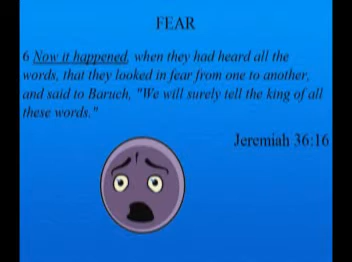 FEAR
6 Now it happened, when they had heard all the
words, that they looked in fear from one to another,
and said to Baruch, "We will surely tell the king of all
these words."
Jeremiah 36:16